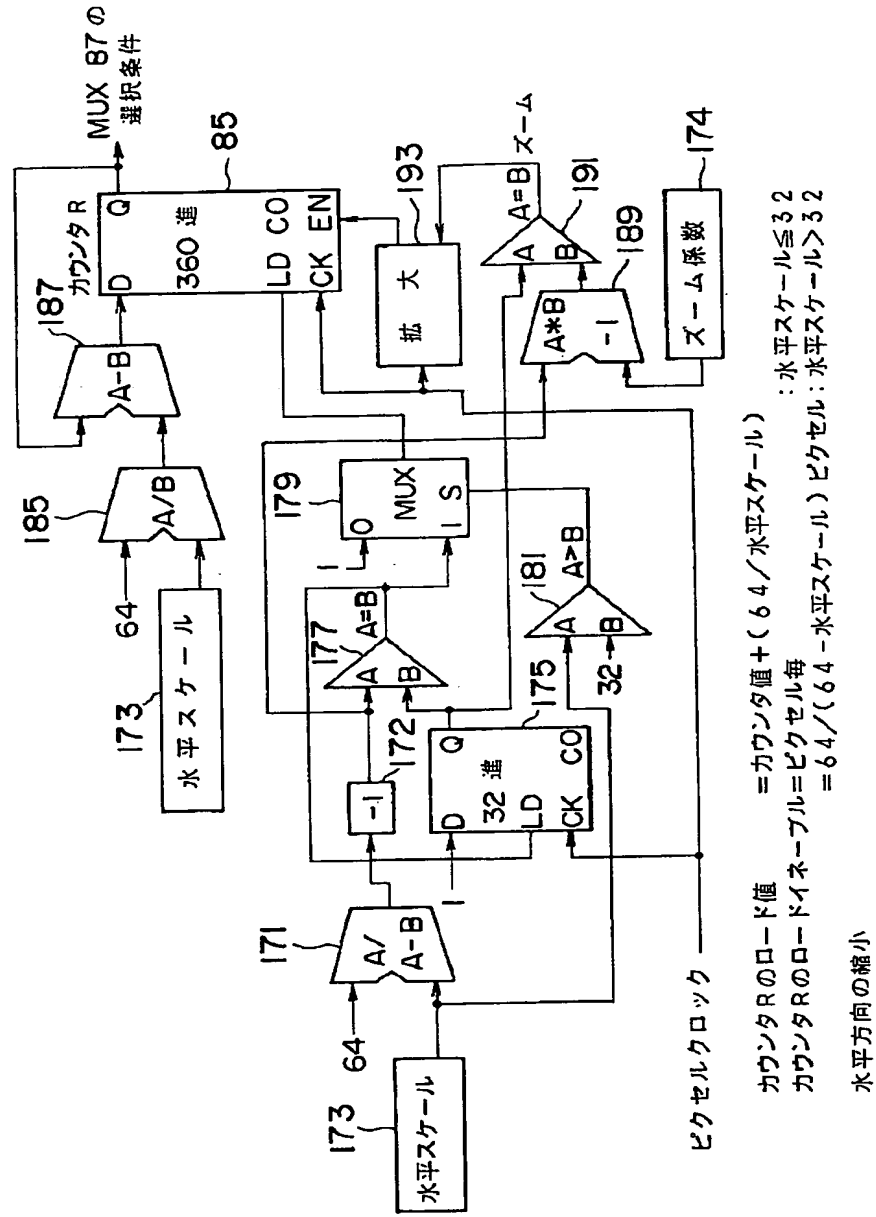 MUX 87の
選択条件
カウンタR
85
D
Q
360進
LD
CO
CK
EN
187
A-B
185
A/B
64
173
水平スケール
193
拡大
A=B
ズーム
A
B
191
A*B
-1
189
ズーム係数
174
179
0
1
MUX
1
S
177
A=B
A
B
172
-1
181
A>B
A
B
32
175
D
Q
32進
LD
CK
CO
1
171
A/
A-B
64
173
水平スケール
ピクセルクロック
カウンタRのロード値 =カウンタ値+(64/水平スケール)
カウンタRのロードイネーブル=ピクセル毎 :水平スケール≦32
=64/(64-水平スケール)ピクセル:水平スケール>32
水平方向の縮小